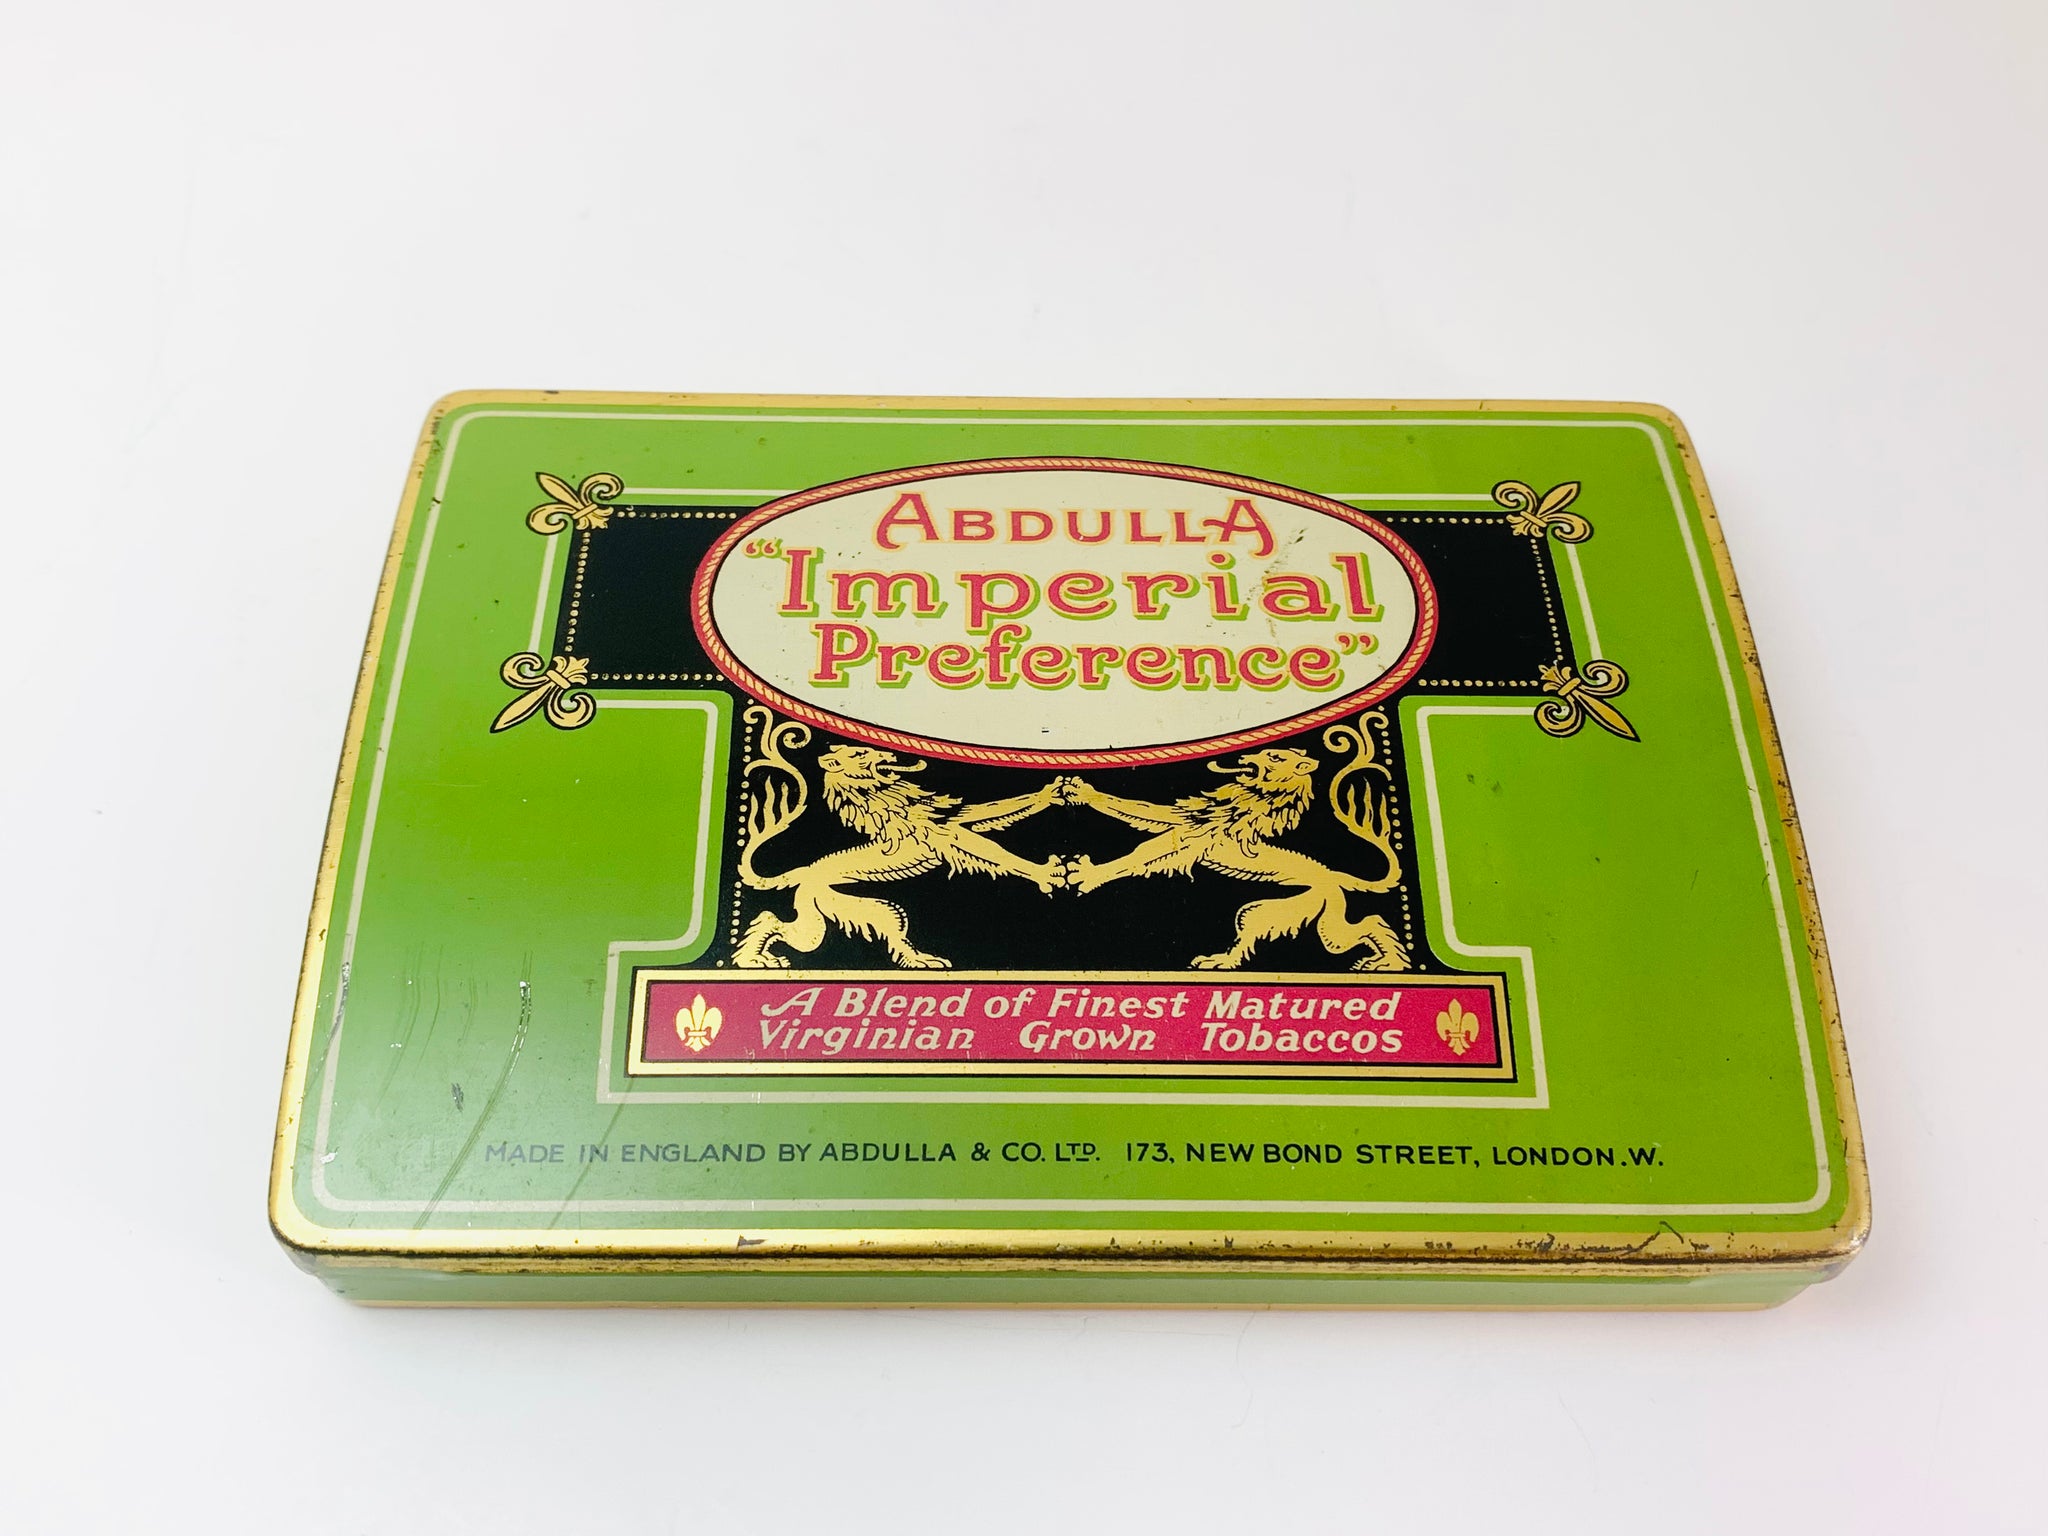 ABDULLA
“Imperial
Preference”
A Blend of Finest Matured
Virginian Grown Tobaccos
MADE IN ENGLAND BY ABDULLA & CO. LTD. 173, NEW BOND STREET, LONDON.W.